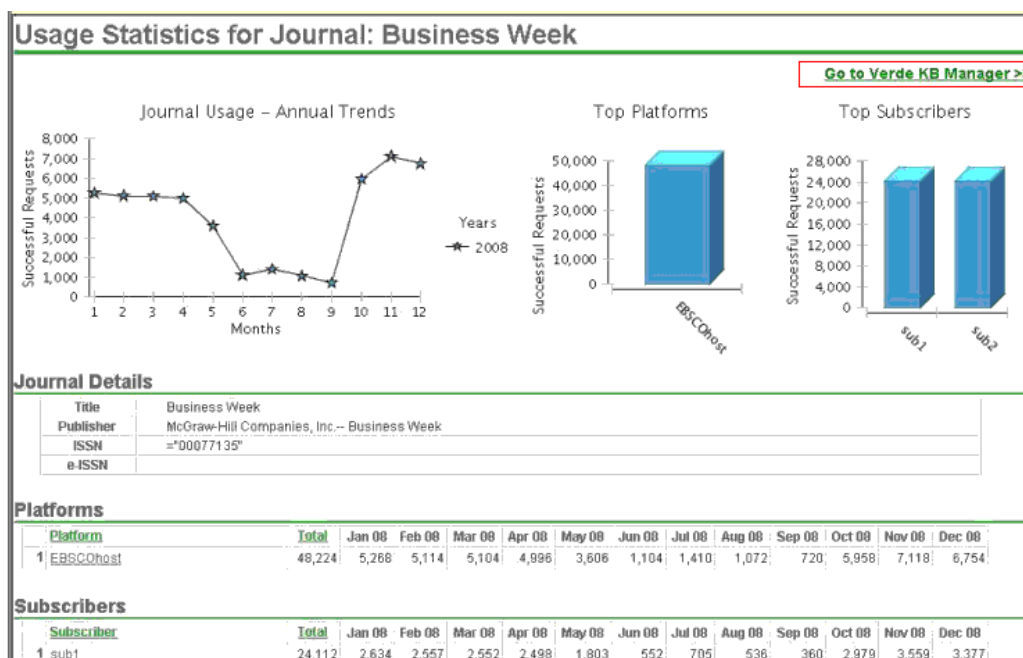 Usage Statistics for Journal: Business Week
Go to Verde KB Manager >
Journal Usage – Annual Trends
Successful Requests
8,000
7,000
6,000
5,000
4,000
3,000
2,000
1,000
0
1 2 3 4 5 6 7 8 9 10 11 12
Months
Years
2008
Top Platforms
Successful Requests
50,000
40,000
30,000
20,000
10,000
0
EBSCOhost
Top Subscribers
Successful Requests
28,000
24,000
20,000
16,000
12,000
8,000
4,000
0
sub1 sub2
Journal Details
Title Business Week
Publisher McGraw-Hill Companies, Inc.-- Business Week
ISSN ="00077135"
e-ISSN
Platforms
Platform Total Jan 08 Feb 08 Mar 08 Apr 08 May 08 Jun 08 Jul 08 Aug 08 Sep 08 Oct 08 Nov 08 Dec 08
1 EBSCOhost 48,224 5,268 5,114 5,104 4,996 3,606 1,104 1,410 1,072 720 5,958 7,118 6,754
Subscribers
Subscriber Total Jan 08 Feb 08 Mar 08 Apr 08 May 08 Jun 08 Jul 08 Aug 08 Sep 08 Oct 08 Nov 08 Dec 08
1 sub1 24,112 2,634 2,557 2,552 2,498 1,803 552 705 536 360 2,979 3,559 3,377